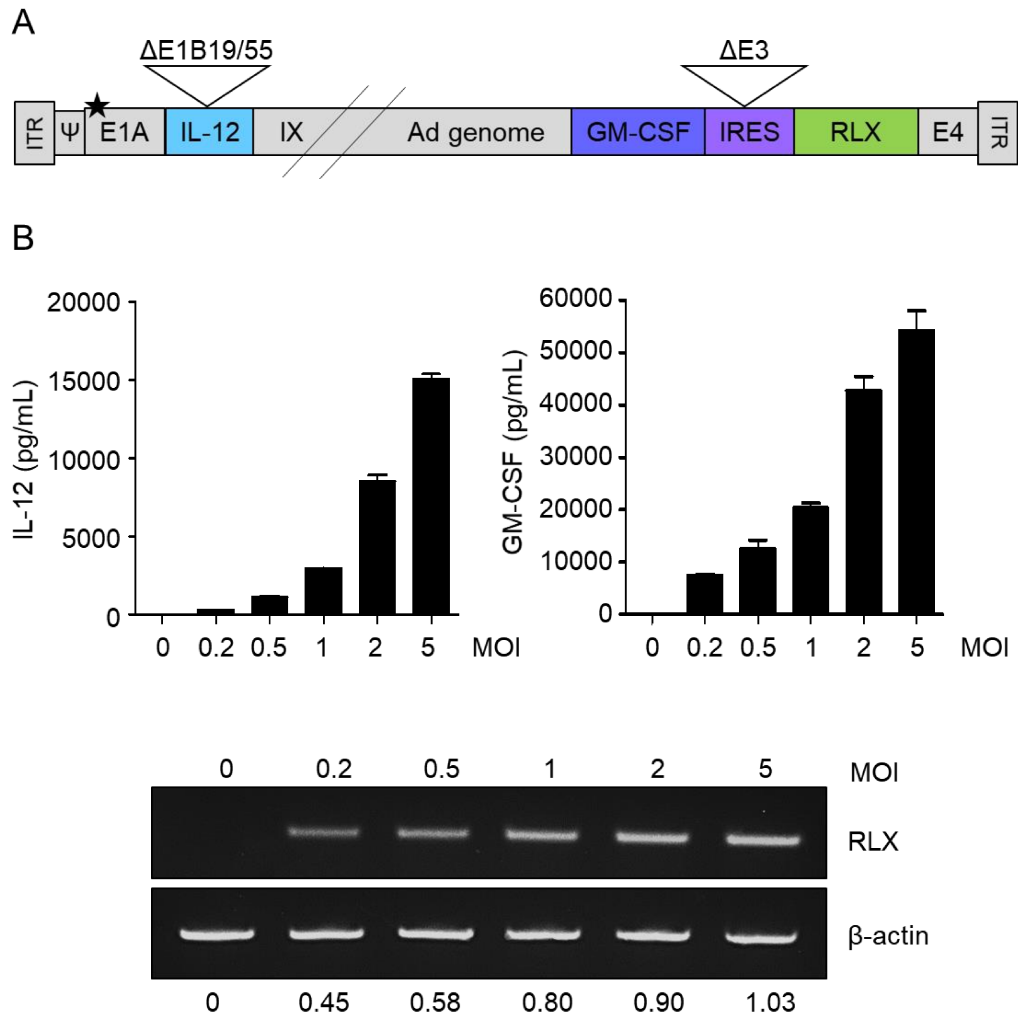 A
ΔE1B19/55 ΔE3
ITR Ψ E1A IL-12 IX Ad genome GM-CSF IRES RLX E4 ITR
B
IL-12 (pg/mL)
20000
15000
10000
5000
0
0 0.2 0.5 1 2 5 MOI
GM-CSF (pg/mL)
60000
50000
40000
30000
20000
10000
0
0 0.2 0.5 1 2 5 MOI
0 0.2 0.5 1 2 5 MOI
RLX
β-actin
0 0.45 0.58 0.80 0.90 1.03